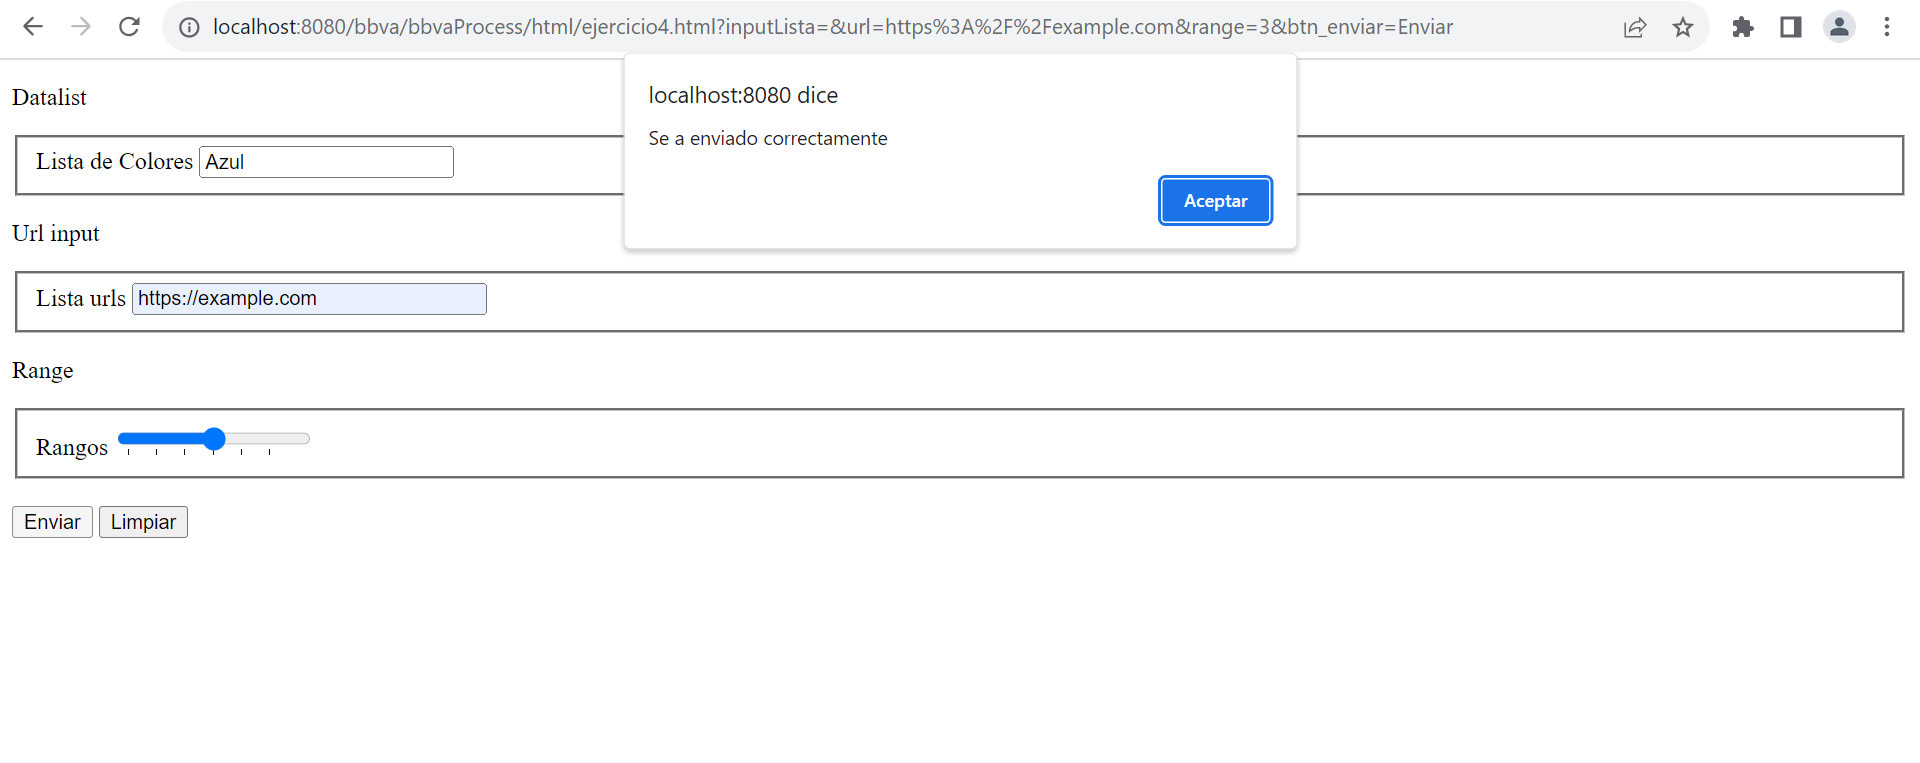 localhost:8080/bbva/bbvaProcess/html/ejercicio4.html?inputLista=&url=https%3A%2F%2Fexample.com&range=3&btn_enviar=Enviar
localhost:8080 dice
Se a enviado correctamente
Aceptar
Datalist
Lista de Colores Azul
Url input
Lista urls https://example.com
Range
Rangos
Enviar Limpiar